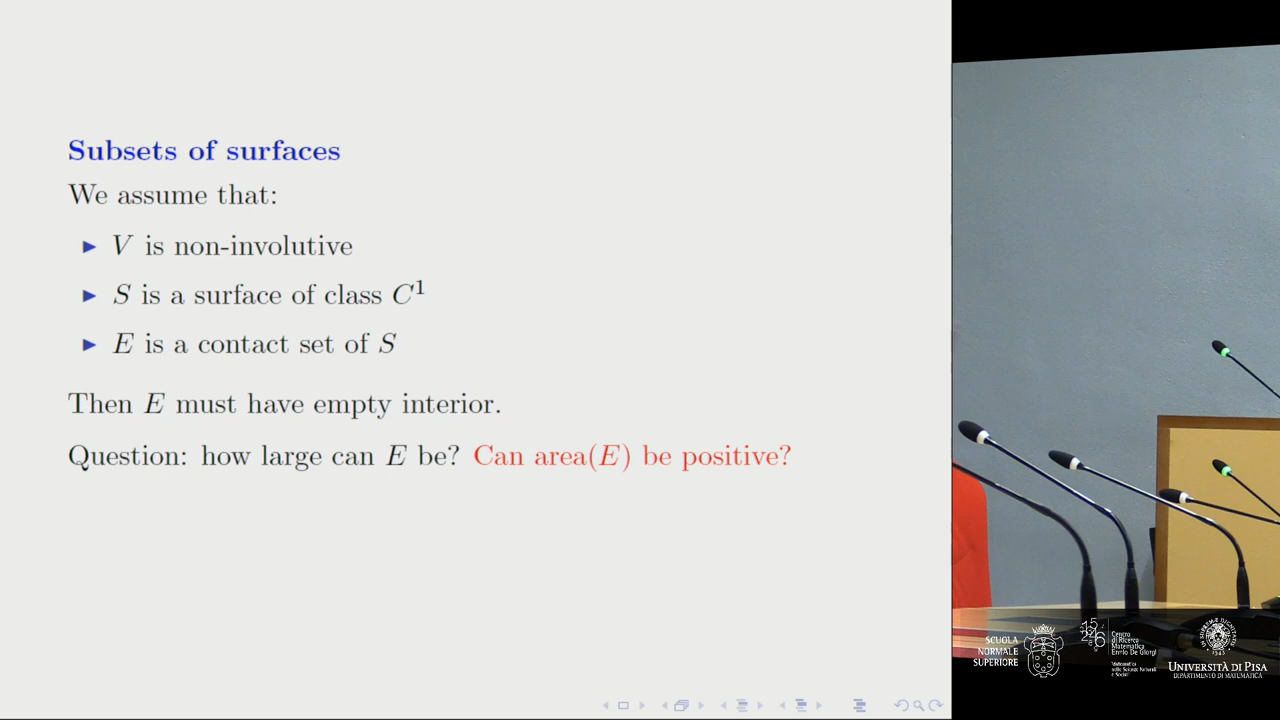 Subsets of surfaces
We assume that:
▶ V is non-involutive
▶ S is a surface of class C¹
▶ E is a contact set of S
Then E must have empty interior.
Question: how large can E be? Can area(E) be positive?
SCUOLA
NORMALE
SUPERIORE
Centro
di Ricerca
Matematica
Ennio De Giorgi
UNIVERSITÀ DI PISA
DIPARTIMENTO DI MATEMATICA